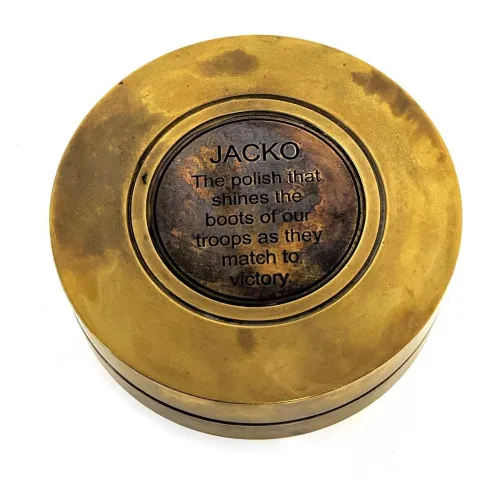 JACKO
The polish that
shines the
boots of our
troops as they
match to
victory.